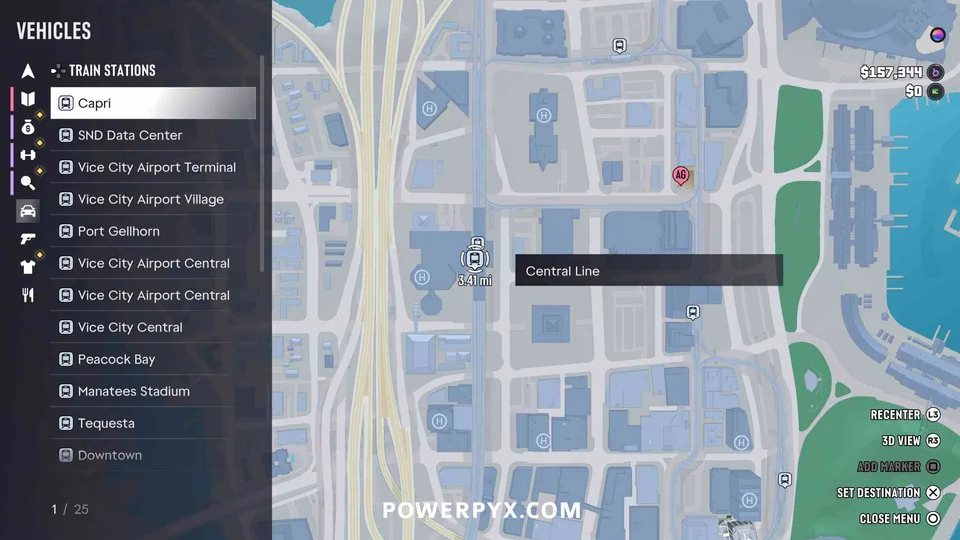 VEHICLES
TRAIN STATIONS
Capri
SND Data Center
Vice City Airport Terminal
Vice City Airport Village
Port Gellhorn
Vice City Airport Central
Vice City Airport Central
Vice City Central
Peacock Bay
Manatees Stadium
Tequesta
Downtown
1 / 25
H
H
AG
H
3.41 mi
Central Line
H
H
H
H
$157,344
$0
RECENTER L3
3D VIEW R3
ADD MARKER
SET DESTINATION
CLOSE MENU
POWERPYX.COM